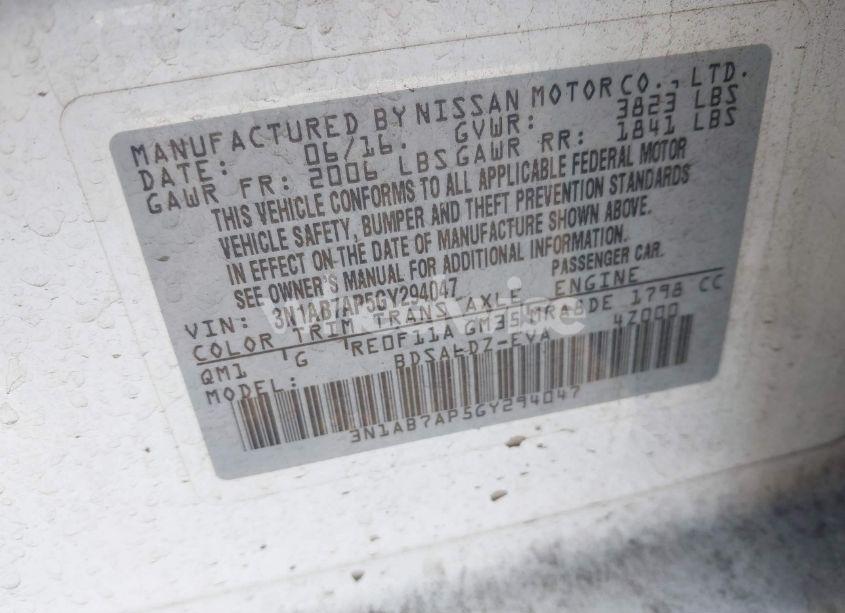 MANUFACTURED BY NISSAN MOTOR CO., LTD.
DATE: 06/16. GVWR: 3823 LBS
GAWR FR: 2006 LBS GAWR RR: 1841 LBS
THIS VEHICLE CONFORMS TO ALL APPLICABLE FEDERAL MOTOR
VEHICLE SAFETY, BUMPER AND THEFT PREVENTION STANDARDS
IN EFFECT ON THE DATE OF MANUFACTURE SHOWN ABOVE.
SEE OWNER'S MANUAL FOR ADDITIONAL INFORMATION.
VIN: 3N1AB7AP5GY294047 PASSENGER CAR.
COLOR TRIM TRANS AXLE ENGINE
QM1 G RE0F11A GM35 MRA8DE 1798 CC
MODEL: 4Z000
3N1AB7AP5GY294047